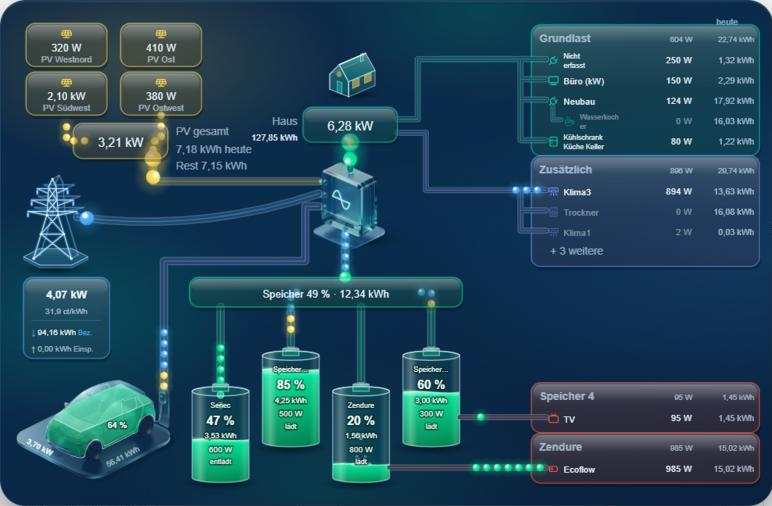 320 W
PV Westnord
410 W
PV Ost
2,10 kW
PV Südwest
380 W
PV Ostwest
3,21 kW
PV gesamt
7,18 kWh heute
Rest 7,15 kWh
Haus
127,85 kWh
6,28 kW
heute
Grundlast 604 W 22,74 kWh
Nicht
erfasst
250 W 1,32 kWh
Büro (kW) 150 W 2,29 kWh
Neubau 124 W 17,92 kWh
Wasserkoch
er
0 W 16,03 kWh
Kühlschrank
Küche Keller
80 W 1,22 kWh
Zusätzlich 896 W 29,74 kWh
Klima3 894 W 13,63 kWh
Trockner 0 W 16,08 kWh
Klima1 2 W 0,03 kWh
+ 3 weitere
4,07 kW
31,9 ct/kWh
↓ 94,16 kWh Bez.
↑ 0,00 kWh Einsp.
Speicher 49 % · 12,34 kWh
Senec
47 %
3,53 kWh
600 W
entlädt
Speicher...
85 %
4,25 kWh
500 W
lädt
Zendure
20 %
1,56 kWh
800 W
lädt
Speicher...
60 %
3,00 kWh
300 W
lädt
64 %
3,70 kW
56,41 kWh
Speicher 4 95 W 1,45 kWh
TV 95 W 1,45 kWh
Zendure 985 W 15,02 kWh
Ecoflow 985 W 15,02 kWh